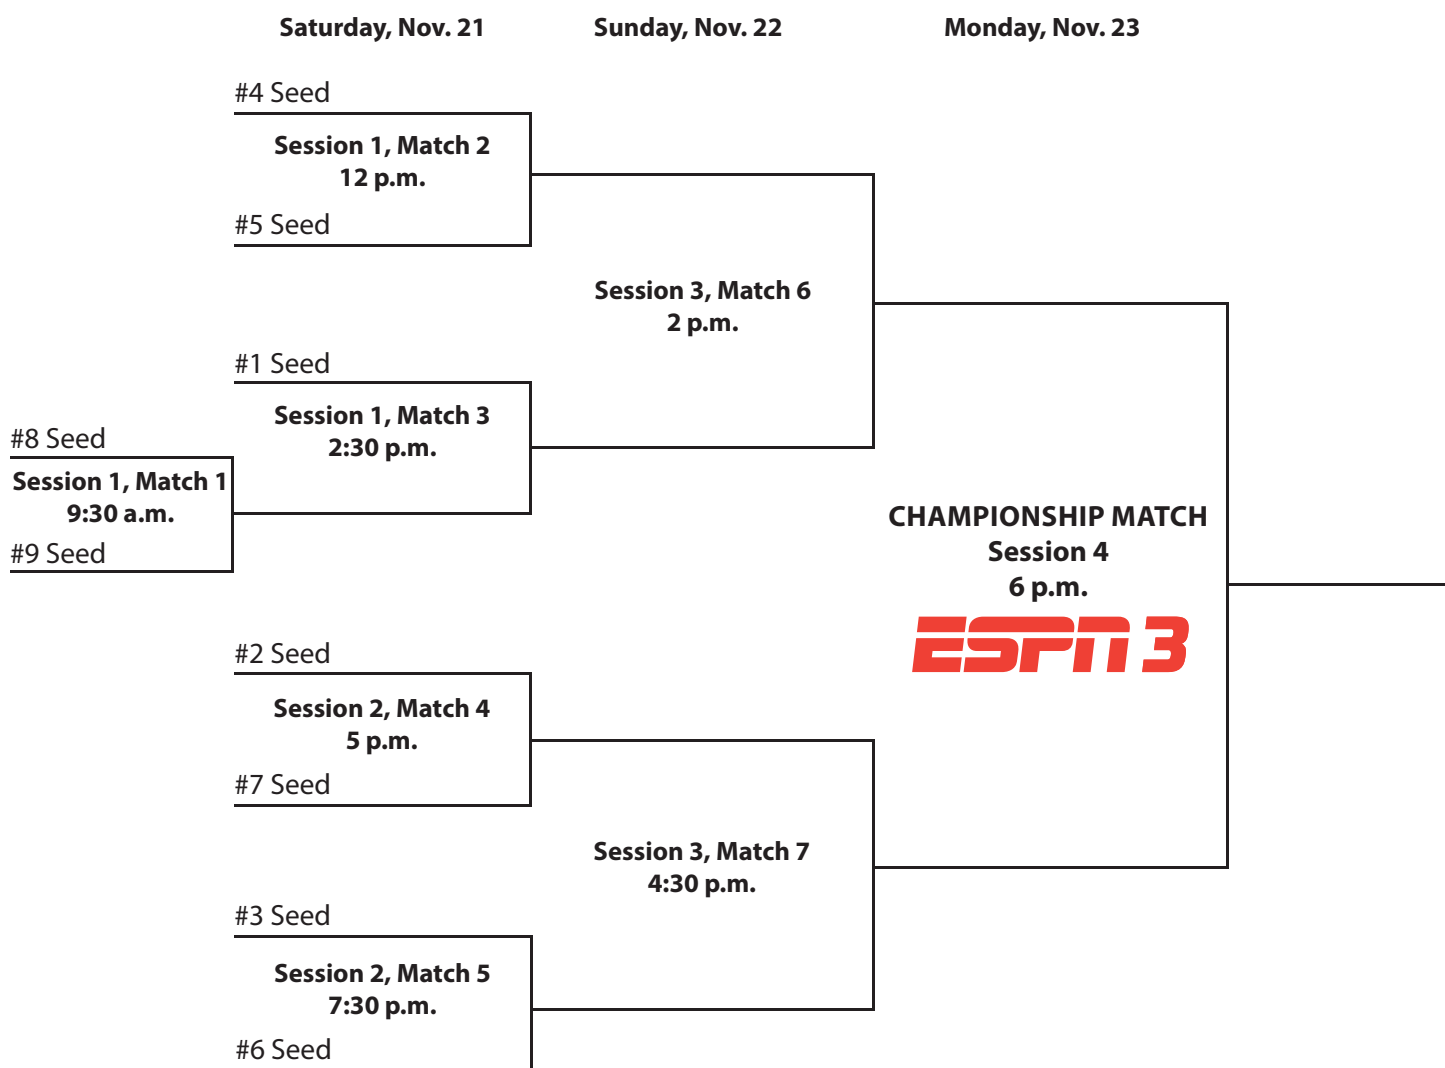 Saturday, Nov. 21
Sunday, Nov. 22
Monday, Nov. 23
#4 Seed
Session 1, Match 2
12 p.m.
#5 Seed
Session 3, Match 6
2 p.m.
#1 Seed
Session 1, Match 3
2:30 p.m.
#8 Seed
Session 1, Match 1
9:30 a.m.
#9 Seed
CHAMPIONSHIP MATCH
Session 4
6 p.m.
ESPN 3
#2 Seed
Session 2, Match 4
5 p.m.
#7 Seed
Session 3, Match 7
4:30 p.m.
#3 Seed
Session 2, Match 5
7:30 p.m.
#6 Seed